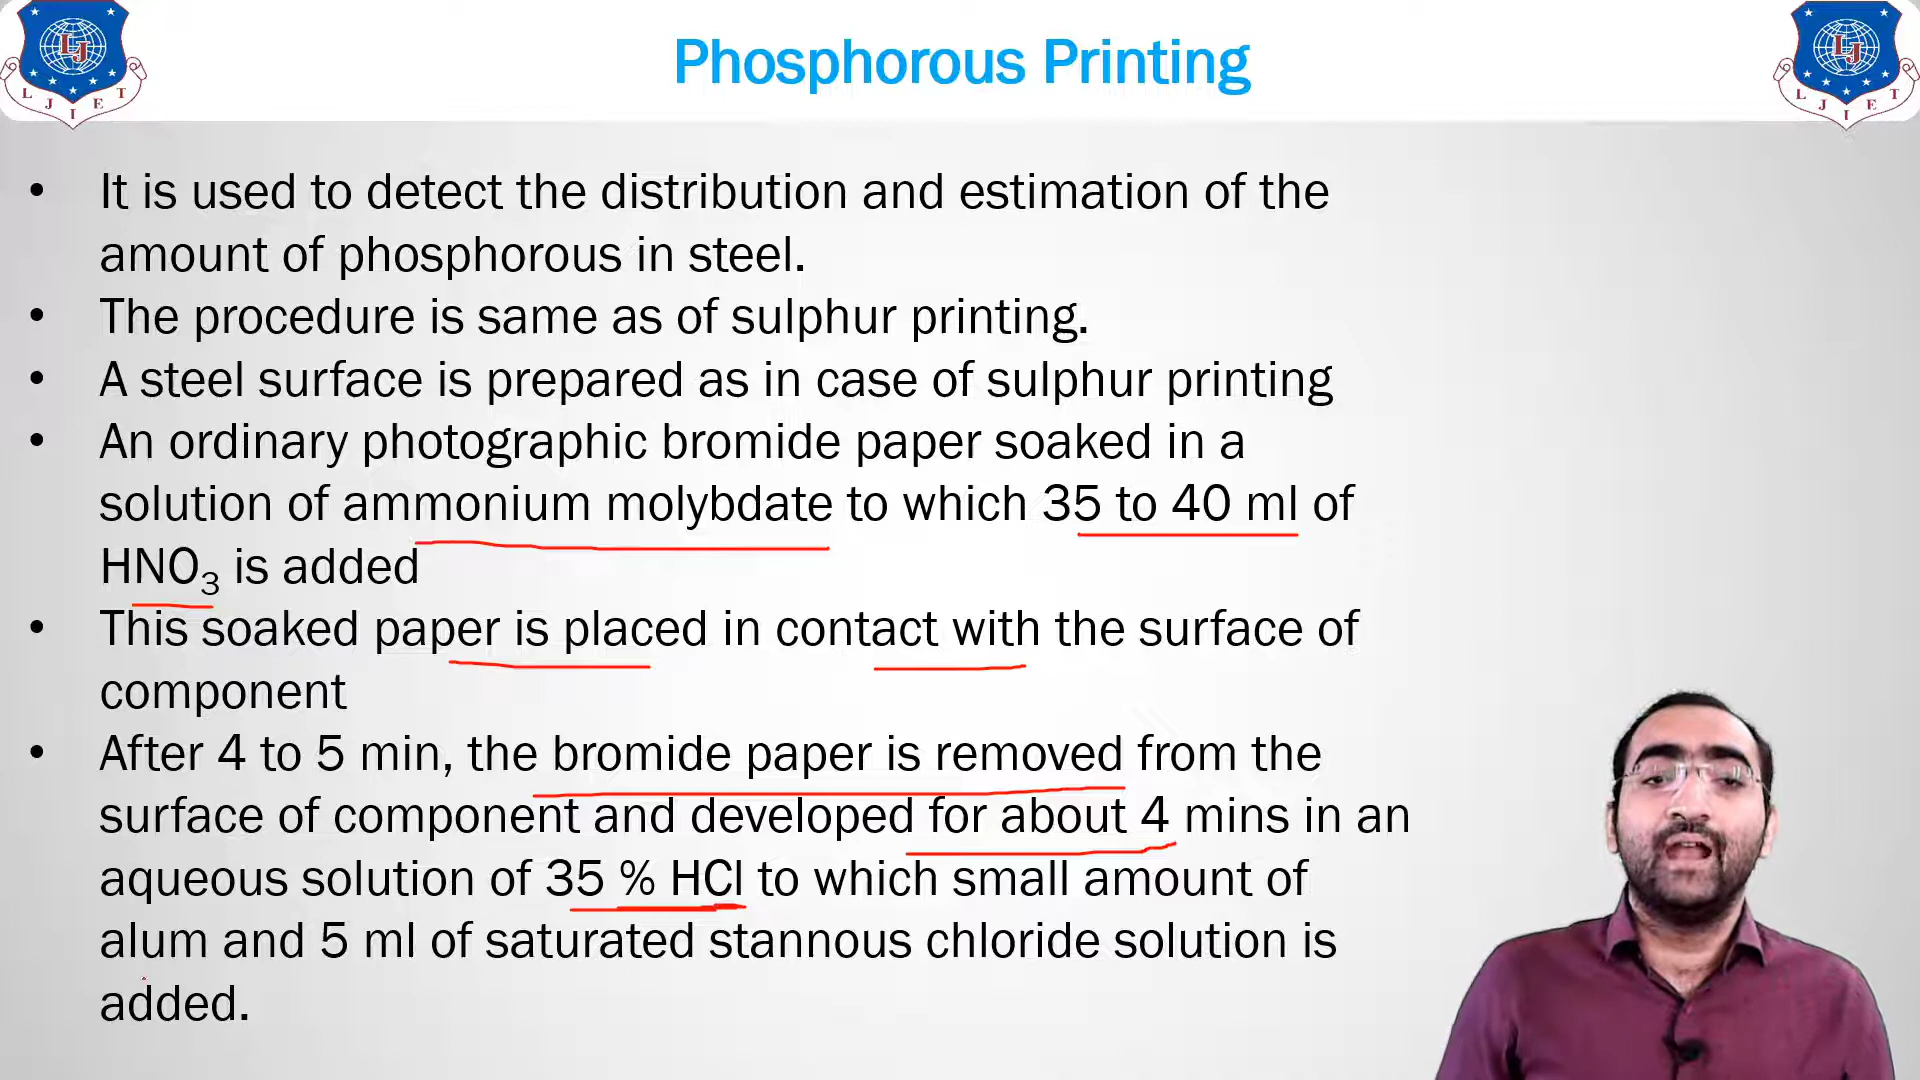 Phosphorous Printing
LJ
L J I E T
LJ
L J I E T
• It is used to detect the distribution and estimation of the
amount of phosphorous in steel.
• The procedure is same as of sulphur printing.
• A steel surface is prepared as in case of sulphur printing
• An ordinary photographic bromide paper soaked in a
solution of ammonium molybdate to which 35 to 40 ml of
HNO₃ is added
• This soaked paper is placed in contact with the surface of
component
• After 4 to 5 min, the bromide paper is removed from the
surface of component and developed for about 4 mins in an
aqueous solution of 35 % HCl to which small amount of
alum and 5 ml of saturated stannous chloride solution is
added.